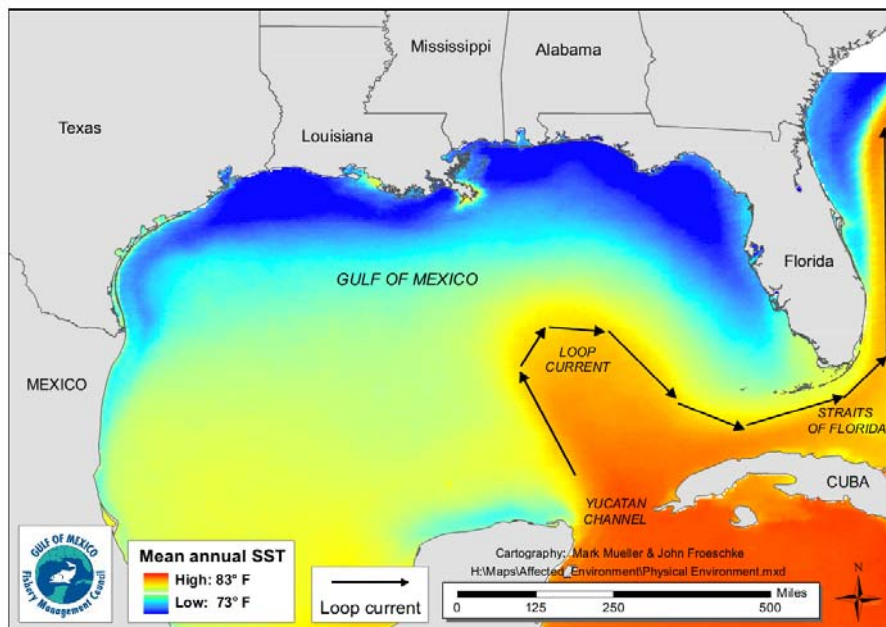 Mississippi
Alabama
Texas
Louisiana
GULF OF MEXICO
Florida
LOOP
CURRENT
MEXICO
STRAITS
OF FLORIDA
CUBA
YUCATAN
CHANNEL
GULF OF MEXICO
Fishery Management Council
Mean annual SST
High: 83° F
Low: 73° F
Loop current
Cartography: Mark Mueller & John Froeschke
H:\Maps\Affected_Environment\Physical Environment.mxd
Miles
0 125 250 500
N